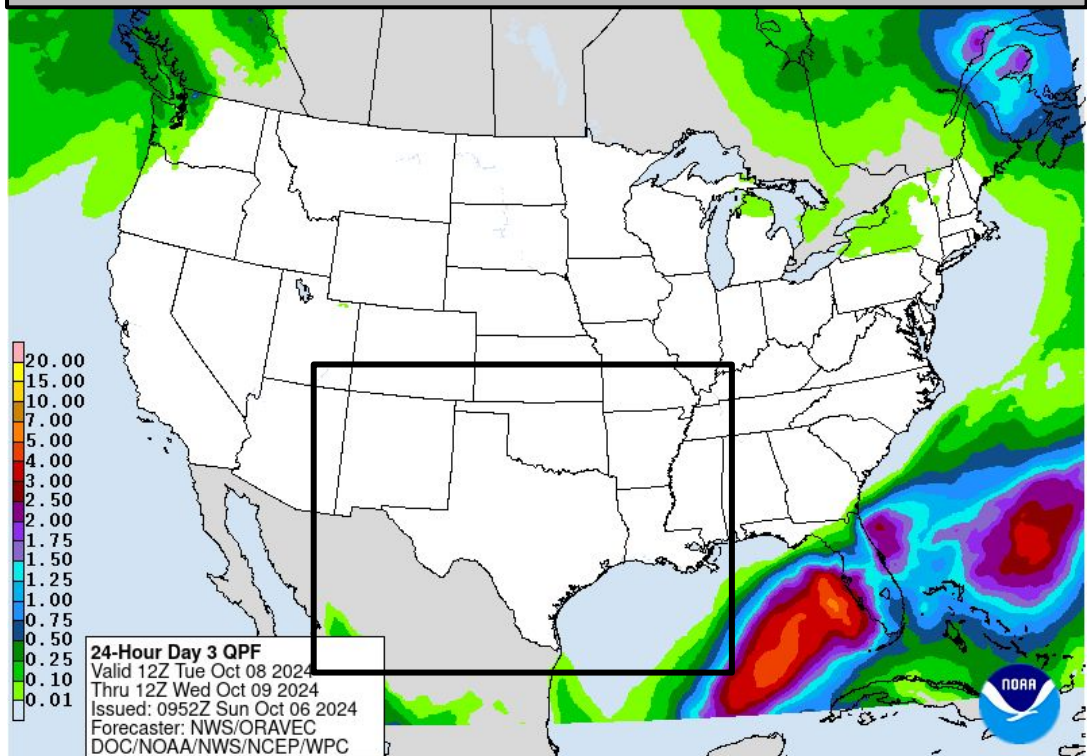 20.00
15.00
10.00
7.00
5.00
4.00
3.00
2.50
2.00
1.75
1.50
1.25
1.00
0.75
0.50
0.25
0.10
0.01
24-Hour Day 3 QPF
Valid 12Z Tue Oct 08 2024
Thru 12Z Wed Oct 09 2024
Issued: 0952Z Sun Oct 06 2024
Forecaster: NWS/ORAVEC
DOC/NOAA/NWS/NCEP/WPC
NOAA